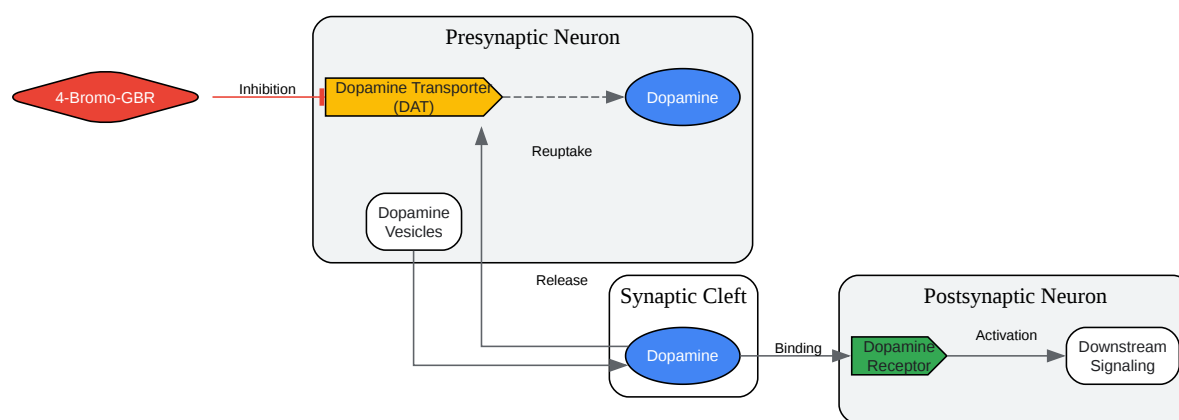 Presynaptic Neuron
4-Bromo-GBR
Inhibition
Dopamine Transporter
(DAT)
Dopamine
Reuptake
Dopamine
Vesicles
Release
Synaptic Cleft
Dopamine
Binding
Postsynaptic Neuron
Dopamine
Receptor
Activation
Downstream
Signaling